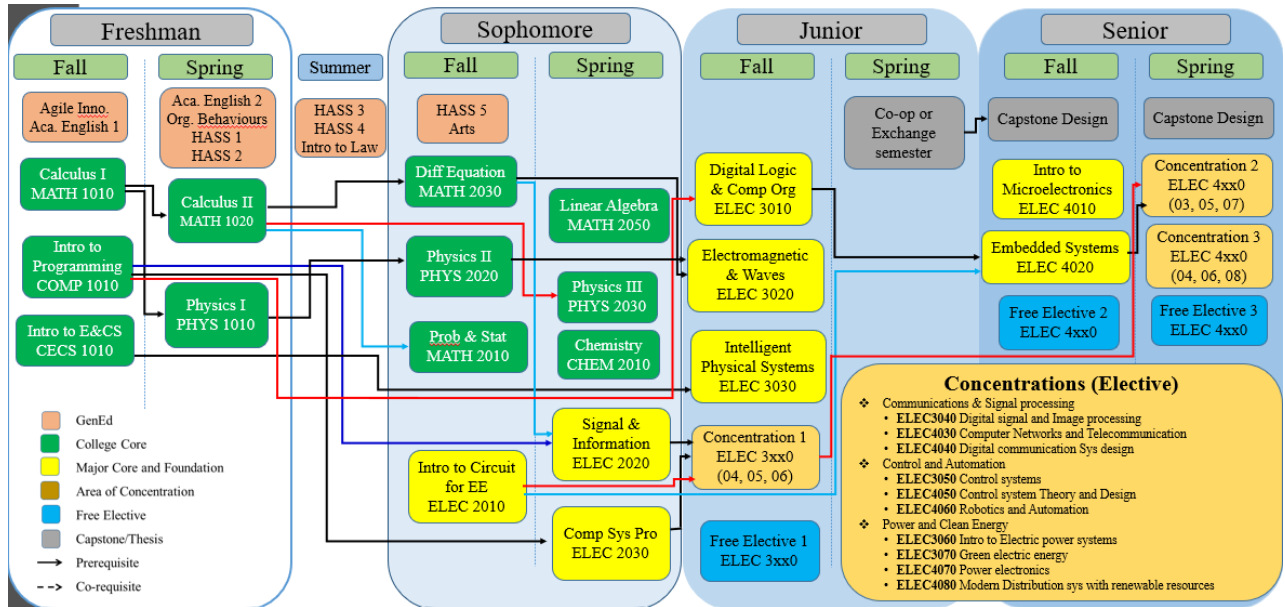 Freshman
Sophomore
Junior
Senior
Fall
Spring
Summer
Fall
Spring
Fall
Spring
Fall
Spring
Agile Inno.
Aca. English 1
Aca. English 2
Org. Behaviours
HASS 1
HASS 2
HASS 3
HASS 4
Intro to Law
HASS 5
Arts
Co-op or
Exchange
semester
Capstone Design
Capstone Design
Calculus I
MATH 1010
Calculus II
MATH 1020
Diff Equation
MATH 2030
Linear Algebra
MATH 2050
Digital Logic
& Comp Org
ELEC 3010
Intro to
Microelectronics
ELEC 4010
Concentration 2
ELEC 4xx0
(03, 05, 07)
Intro to
Programming
COMP 1010
Physics I
PHYS 1010
Physics II
PHYS 2020
Physics III
PHYS 2030
Electromagnetic
& Waves
ELEC 3020
Embedded Systems
ELEC 4020
Concentration 3
ELEC 4xx0
(04, 06, 08)
Intro to E&CS
CECS 1010
Prob & Stat
MATH 2010
Chemistry
CHEM 2010
Intelligent
Physical Systems
ELEC 3030
Free Elective 2
ELEC 4xx0
Free Elective 3
ELEC 4xx0
Signal &
Information
ELEC 2020
Intro to Circuit
for EE
ELEC 2010
Comp Sys Pro
ELEC 2030
Concentration 1
ELEC 3xx0
(04, 05, 06)
Free Elective 1
ELEC 3xx0
GenEd
College Core
Major Core and Foundation
Area of Concentration
Free Elective
Capstone/Thesis
Prerequisite
Co-requisite
Concentrations (Elective)
❖ Communications & Signal processing
• ELEC3040 Digital signal and Image processing
• ELEC4030 Computer Networks and Telecommunication
• ELEC4040 Digital communication Sys design
❖ Control and Automation
• ELEC3050 Control systems
• ELEC4050 Control system Theory and Design
• ELEC4060 Robotics and Automation
❖ Power and Clean Energy
• ELEC3060 Intro to Electric power systems
• ELEC3070 Green electric energy
• ELEC4070 Power electronics
• ELEC4080 Modern Distribution sys with renewable resources